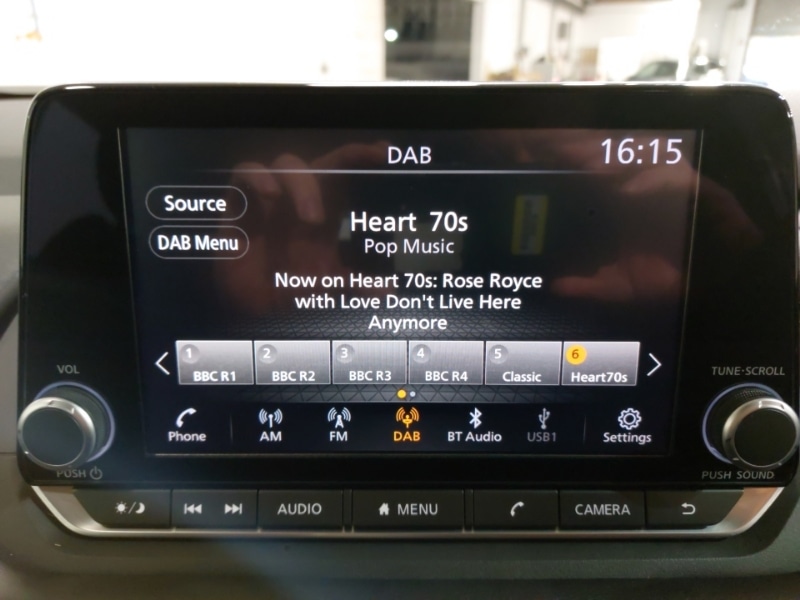 DAB
16:15
Source
DAB Menu
Heart 70s
Pop Music
Now on Heart 70s: Rose Royce
with Love Don't Live Here
Anymore
1 BBC R1
2 BBC R2
3 BBC R3
4 BBC R4
5 Classic
6 Heart70s
VOL
TUNE·SCROLL
Phone
AM
FM
DAB
BT Audio
USB1
Settings
PUSH
PUSH SOUND
AUDIO
MENU
CAMERA